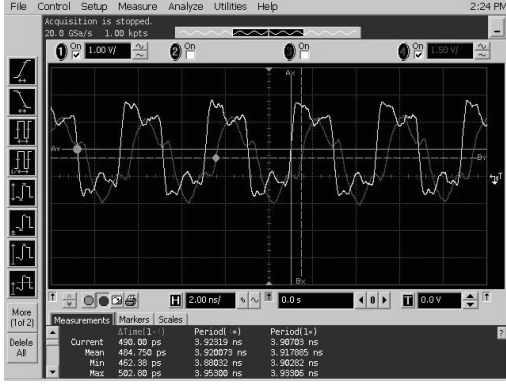 File Control Setup Measure Analyze Utilities Help 2:24 PM
Acquisition is stopped.
20.0 GSa/s 1.00 kpts
1 On 1.00 V/ 2 On 3 On 4 On 1.50 V/
Ax
Ay
By
T
Bx
H 2.00 ns/ 0.0 s 0 T 0.0 V
More
(1of 2)
Delete
All
Measurements Markers Scales
?
ΔTime(1- ) Period( ) Period(1 )
Current 490.00 ps 3.92319 ns 3.90703 ns
Mean 484.750 ps 3.920073 ns 3.917885 ns
Min 462.38 ps 3.88032 ns 3.90282 ns
Max 502.80 ps 3.95300 ns 3.93306 ns